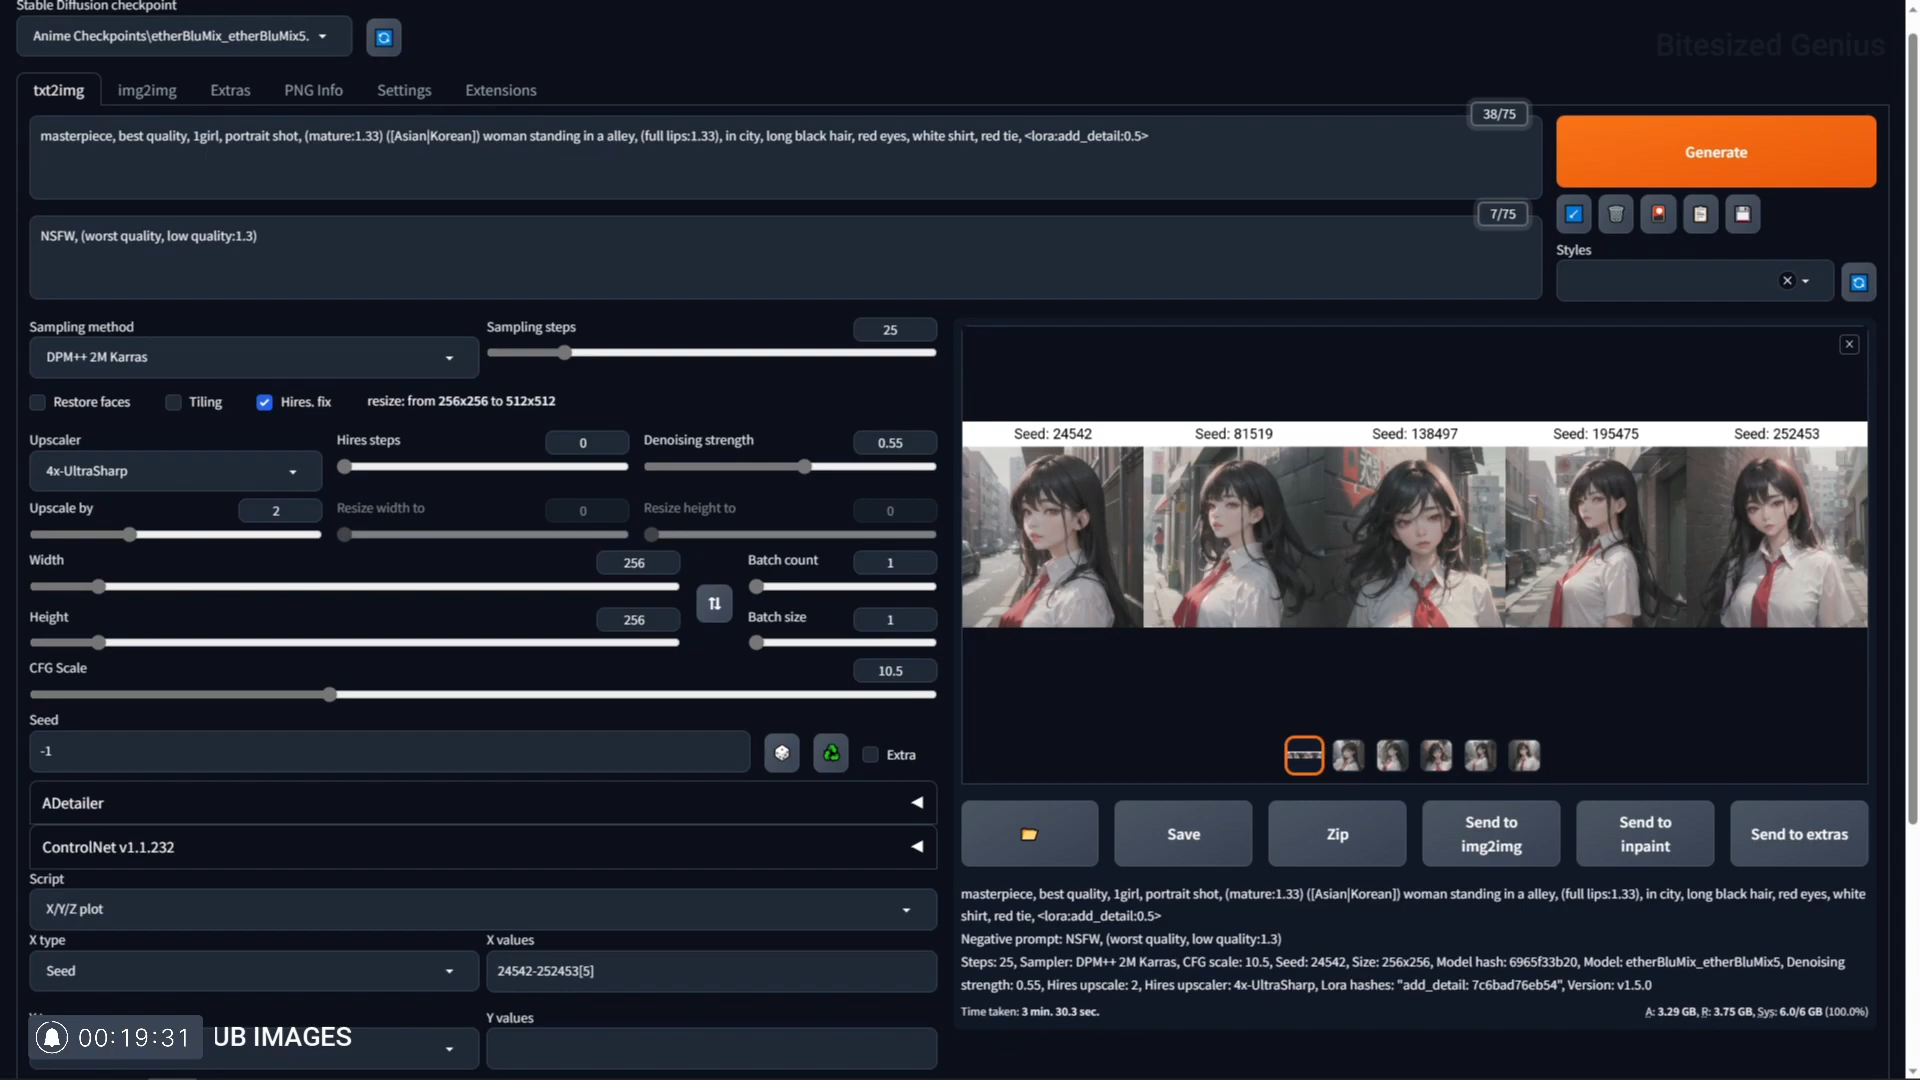 Stable Diffusion checkpoint
Bitesized Genius
Anime Checkpoints\etherBluMix_etherBluMix5.
txt2img
img2img
Extras
PNG Info
Settings
Extensions
38/75
masterpiece, best quality, 1girl, portrait shot, (mature:1.33) ([Asian|Korean]) woman standing in a alley, (full lips:1.33), in city, long black hair, red eyes, white shirt, red tie, <lora:add_detail:0.5>
Generate
7/75
NSFW, (worst quality, low quality:1.3)
Styles
Sampling method
DPM++ 2M Karras
Sampling steps
25
Restore faces
Tiling
Hires. fix
resize: from 256x256 to 512x512
Upscaler
4x-UltraSharp
Hires steps
0
Denoising strength
0.55
Upscale by
2
Resize width to
0
Resize height to
0
Width
256
Batch count
1
Height
256
Batch size
1
CFG Scale
10.5
Seed
-1
Extra
ADetailer
ControlNet v1.1.232
Script
X/Y/Z plot
X type
Seed
X values
24542-252453[5]
Y values
00:19:31
UB IMAGES
Seed: 24542
Seed: 81519
Seed: 138497
Seed: 195475
Seed: 252453
Save
Zip
Send to
img2img
Send to
inpaint
Send to extras
masterpiece, best quality, 1girl, portrait shot, (mature:1.33) ([Asian|Korean]) woman standing in a alley, (full lips:1.33), in city, long black hair, red eyes, white
shirt, red tie, <lora:add_detail:0.5>
Negative prompt: NSFW, (worst quality, low quality:1.3)
Steps: 25, Sampler: DPM++ 2M Karras, CFG scale: 10.5, Seed: 24542, Size: 256x256, Model hash: 6965f33b20, Model: etherBluMix_etherBluMix5, Denoising
strength: 0.55, Hires upscale: 2, Hires upscaler: 4x-UltraSharp, Lora hashes: "add_detail: 7c6bad76eb54", Version: v1.5.0
Time taken: 3 min. 30.3 sec.
A: 3.29 GB, R: 3.75 GB, Sys: 6.0/6 GB (100.0%)